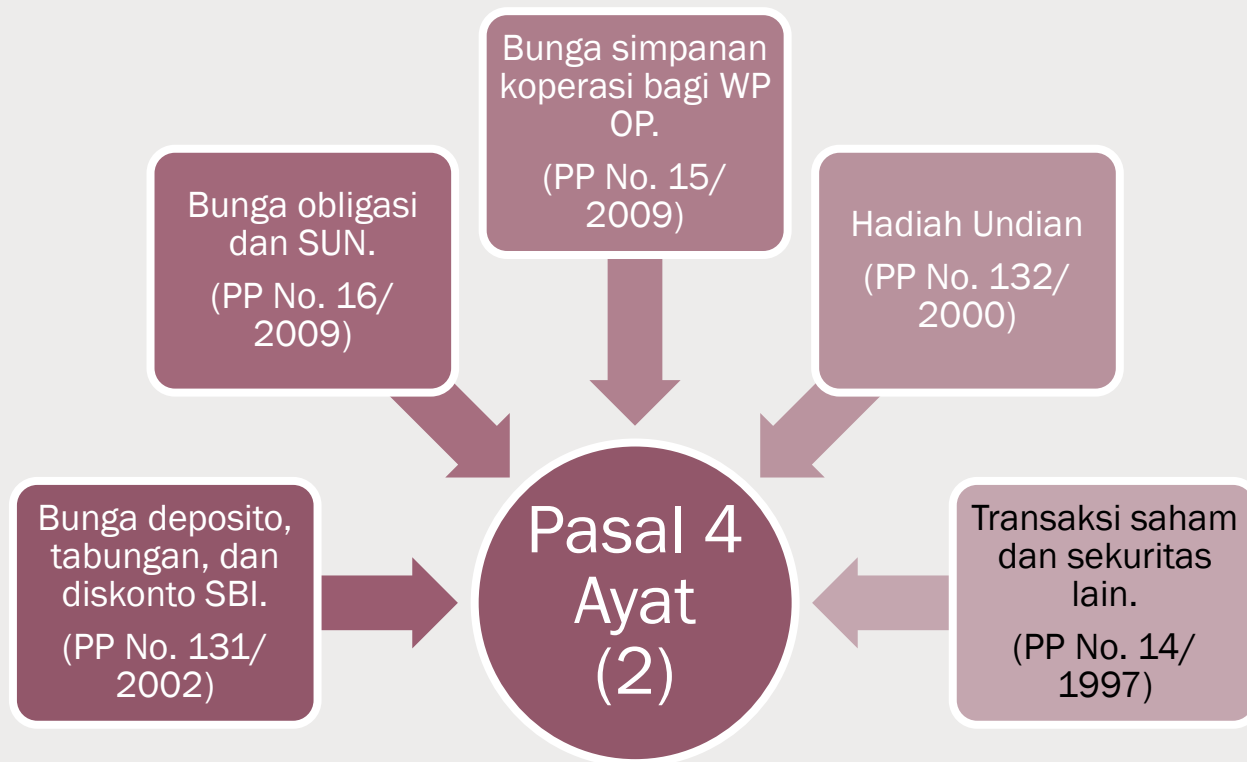 Bunga deposito,
tabungan, dan
diskonto SBI.
(PP No. 131/
2002)
Bunga obligasi
dan SUN.
(PP No. 16/
2009)
Bunga simpanan
koperasi bagi WP
OP.
(PP No. 15/
2009)
Hadiah Undian
(PP No. 132/
2000)
Transaksi saham
dan sekuritas
lain.
(PP No. 14/
1997)
Pasal 4
Ayat
(2)